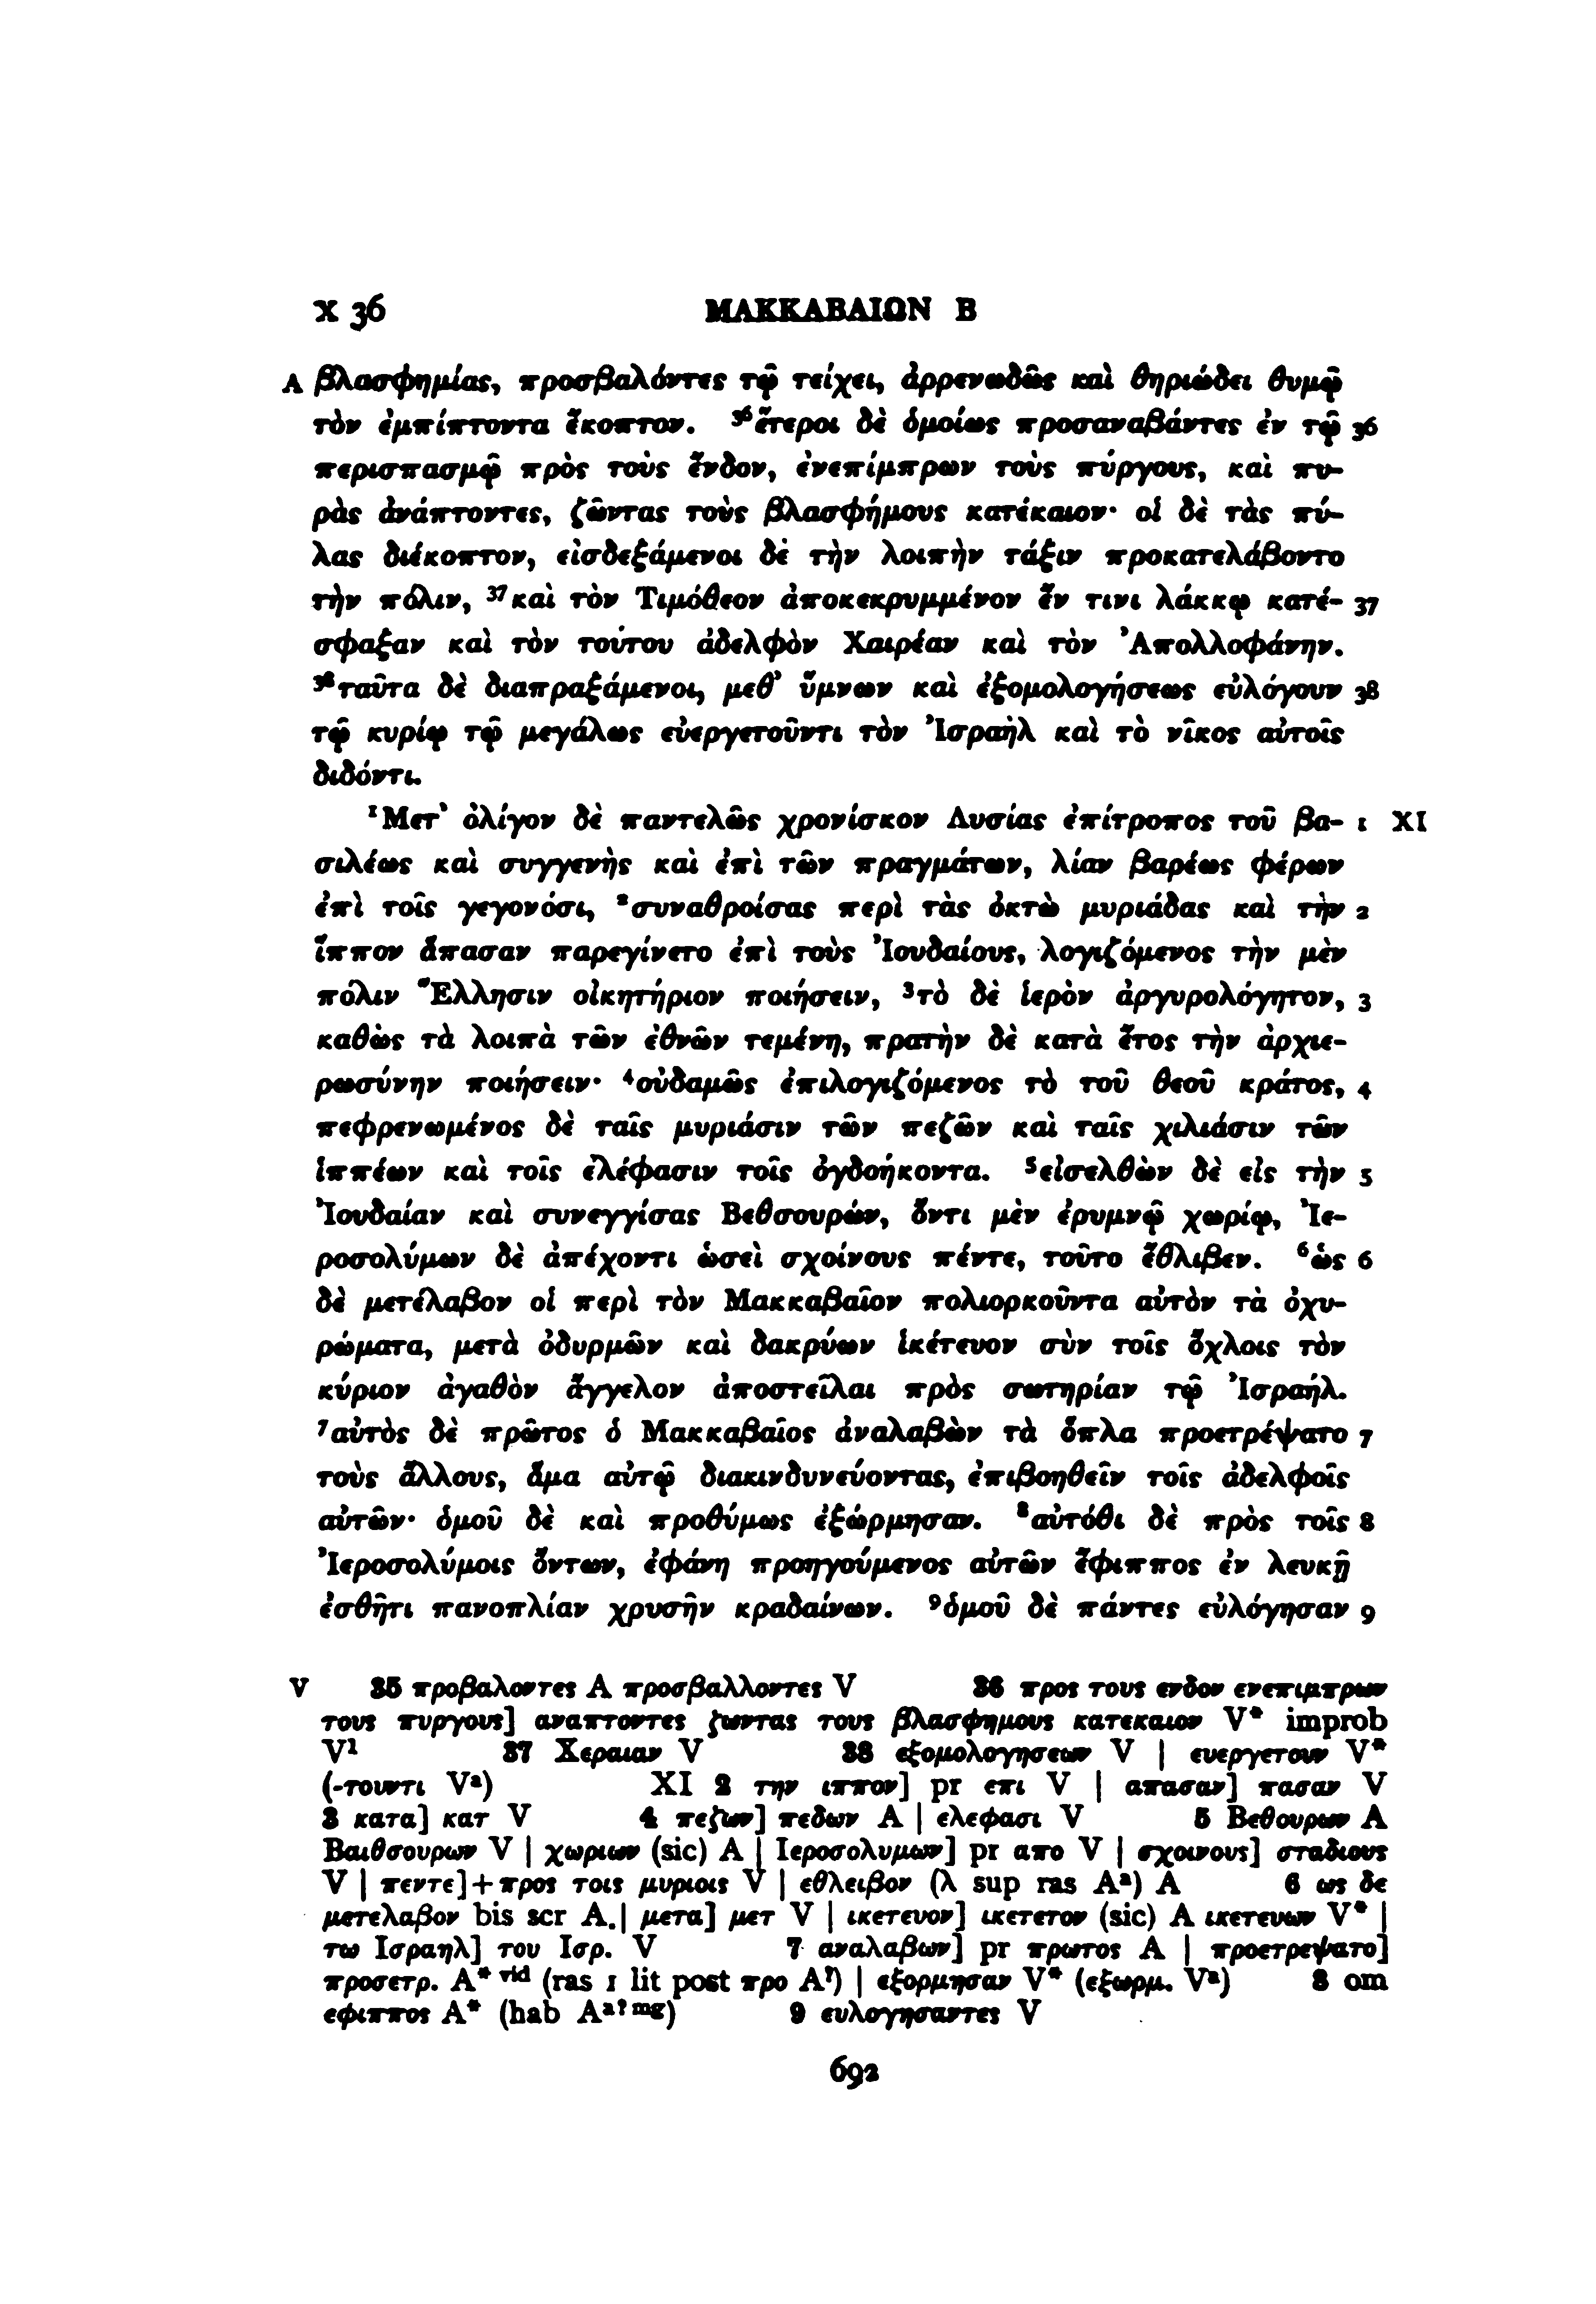 X 36 ΜΑΚΚΑΒΑΙΩΝ Β
A βλασφημίας, προσβαλόντες τῷ τείχει, ἀρρενωδῶς καὶ θηριώδει θυμῷ
τὸν ἐμπίπτοντα ἔκοπτον. ³⁶ἕτεροι δὲ ὁμοίως προσαναβάντες ἐν τῷ 36
περισπασμῷ πρὸς τοὺς ἔνδον, ἐνεπίμπρων τοὺς πύργους, καὶ πυ-
ρὰς ἀνάπτοντες, ζῶντας τοὺς βλασφήμους κατέκαιον· οἱ δὲ τὰς πύ-
λας διέκοπτον, εἰσδεξάμενοι δὲ τὴν λοιπὴν τάξιν προκατελάβοντο
τὴν πόλιν, ³⁷καὶ τὸν Τιμόθεον ἀποκεκρυμμένον ἔν τινι λάκκῳ κατέ- 37
σφαξαν καὶ τὸν τούτου ἀδελφὸν Χαιρέαν καὶ τὸν Ἀπολλοφάνην.
³⁸ταῦτα δὲ διαπραξάμενοι, μεθ᾽ ὕμνων καὶ ἐξομολογήσεως εὐλόγουν 38
τῷ κυρίῳ τῷ μεγάλως εὐεργετοῦντι τὸν Ἰσραὴλ καὶ τὸ νῖκος αὐτοῖς
διδόντι.
¹Μετ᾽ ὀλίγον δὲ παντελῶς χρονίσκον Λυσίας ἐπίτροπος τοῦ βα- 1 XI
σιλέως καὶ συγγενὴς καὶ ἐπὶ τῶν πραγμάτων, λίαν βαρέως φέρων
ἐπὶ τοῖς γεγονόσι, ²συναθροίσας περὶ τὰς ὀκτὼ μυριάδας καὶ τὴν 2
ἵππον ἅπασαν παρεγίνετο ἐπὶ τοὺς Ἰουδαίους, λογιζόμενος τὴν μὲν
πόλιν Ἕλλησιν οἰκητήριον ποιήσειν, ³τὸ δὲ ἱερὸν ἀργυρολόγητον, 3
καθὼς τὰ λοιπὰ τῶν ἐθνῶν τεμένη, πρατὴν δὲ κατὰ ἔτος τὴν ἀρχιε-
ρωσύνην ποιήσειν· ⁴οὐδαμῶς ἐπιλογιζόμενος τὸ τοῦ θεοῦ κράτος, 4
πεφρενωμένος δὲ ταῖς μυριάσιν τῶν πεζῶν καὶ ταῖς χιλιάσιν τῶν
ἱππέων καὶ τοῖς ἐλέφασιν τοῖς ὀγδοήκοντα. ⁵εἰσελθὼν δὲ εἰς τὴν 5
Ἰουδαίαν καὶ συνεγγίσας Βεθσουρών, ὄντι μὲν ἐρυμνῷ χωρίῳ, Ἰε-
ροσολύμων δὲ ἀπέχοντι ὡσεὶ σχοίνους πέντε, τοῦτο ἔθλιβεν. ⁶ὡς 6
δὲ μετέλαβον οἱ περὶ τὸν Μακκαβαῖον πολιορκοῦντα αὐτὸν τὰ ὀχυ-
ρώματα, μετὰ ὀδυρμῶν καὶ δακρύων ἱκέτευον σὺν τοῖς ὄχλοις τὸν
κύριον ἀγαθὸν ἄγγελον ἀποστεῖλαι πρὸς σωτηρίαν τῷ Ἰσραήλ.
⁷αὐτὸς δὲ πρῶτος ὁ Μακκαβαῖος ἀναλαβὼν τὰ ὅπλα προετρέψατο 7
τοὺς ἄλλους, ἅμα αὐτῷ διακινδυνεύοντας, ἐπιβοηθεῖν τοῖς ἀδελφοῖς
αὐτῶν· ὁμοῦ δὲ καὶ προθύμως ἐξώρμησαν. ⁸αὐτόθι δὲ πρὸς τοῖς 8
Ἰεροσολύμοις ὄντων, ἐφάνη προηγούμενος αὐτῶν ἔφιππος ἐν λευκῇ
ἐσθῆτι πανοπλίαν χρυσῆν κραδαίνων. ⁹ὁμοῦ δὲ πάντες εὐλόγησαν 9
V 35 προβαλοντες A προσβαλλοντες V 36 προς τους ενδον ενεπιμπρων
τους πυργους] αναπτοντες ζωντας τους βλασφημους κατεκαιον V* improb
V¹ 37 Χεραιαν V 38 εξομολογησεων V | ευεργετουν V*
(-τουντι Vᵃ) XI 2 την ιππον] pr επι V | απασαν] πασαν V
3 κατα] κατ V 4 πεζων] πεδων A | ελεφασι V 5 Βεθουρων A
Βαιθσουρων V | χωριων (sic) A | Ιεροσολυμων] pr απο V | σχοινους] σταδιους
V | πεντε]+προς τοις μυριοις V | εθλειβον (λ sup ras Aᵃ) A 6 ως δε
μετελαβον bis scr A. | μετα] μετ V | ικετευον] ικετετον (sic) A ικετευων V* |
τω Ισραηλ] του Ισρ. V 7 αναλαβων] pr πρωτος A | προετρεψατο]
προσετρ. A* ᵛⁱᵈ (ras 1 lit post προ A?) | εξορμησαν V* (εξωρμ. Vᵃ) 8 om
εφιππος A* (hab Aᵃ? ᵐᵍ) 9 ευλογησαντες V
692